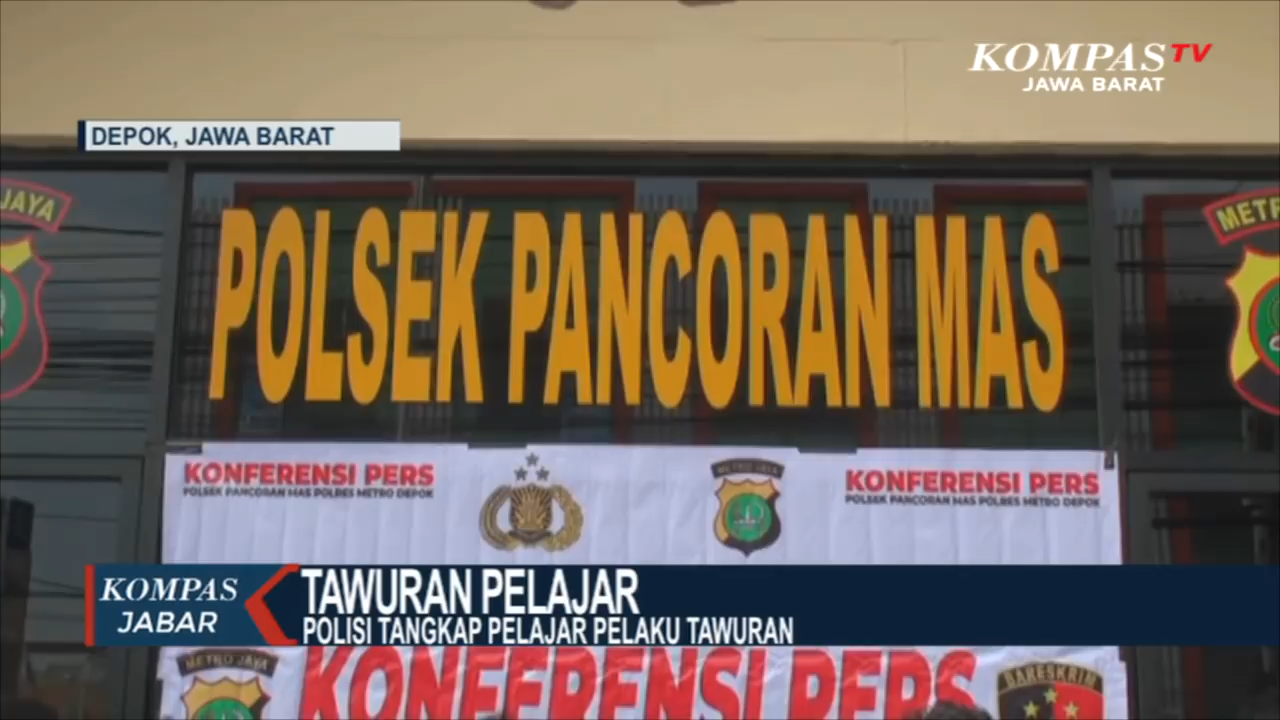 KOMPAS TV
JAWA BARAT
DEPOK, JAWA BARAT
JAYA
METRO
POLSEK PANCORAN MAS
KONFERENSI PERS
POLSEK PANCORAN MAS POLRES METRO DEPOK
METRO JAYA
KONFERENSI PERS
POLSEK PANCORAN MAS POLRES METRO DEPOK
KOMPAS
JABAR
TAWURAN PELAJAR
POLISI TANGKAP PELAJAR PELAKU TAWURAN
METRO JAYA
KONFERENSI PERS
BARESKRIM